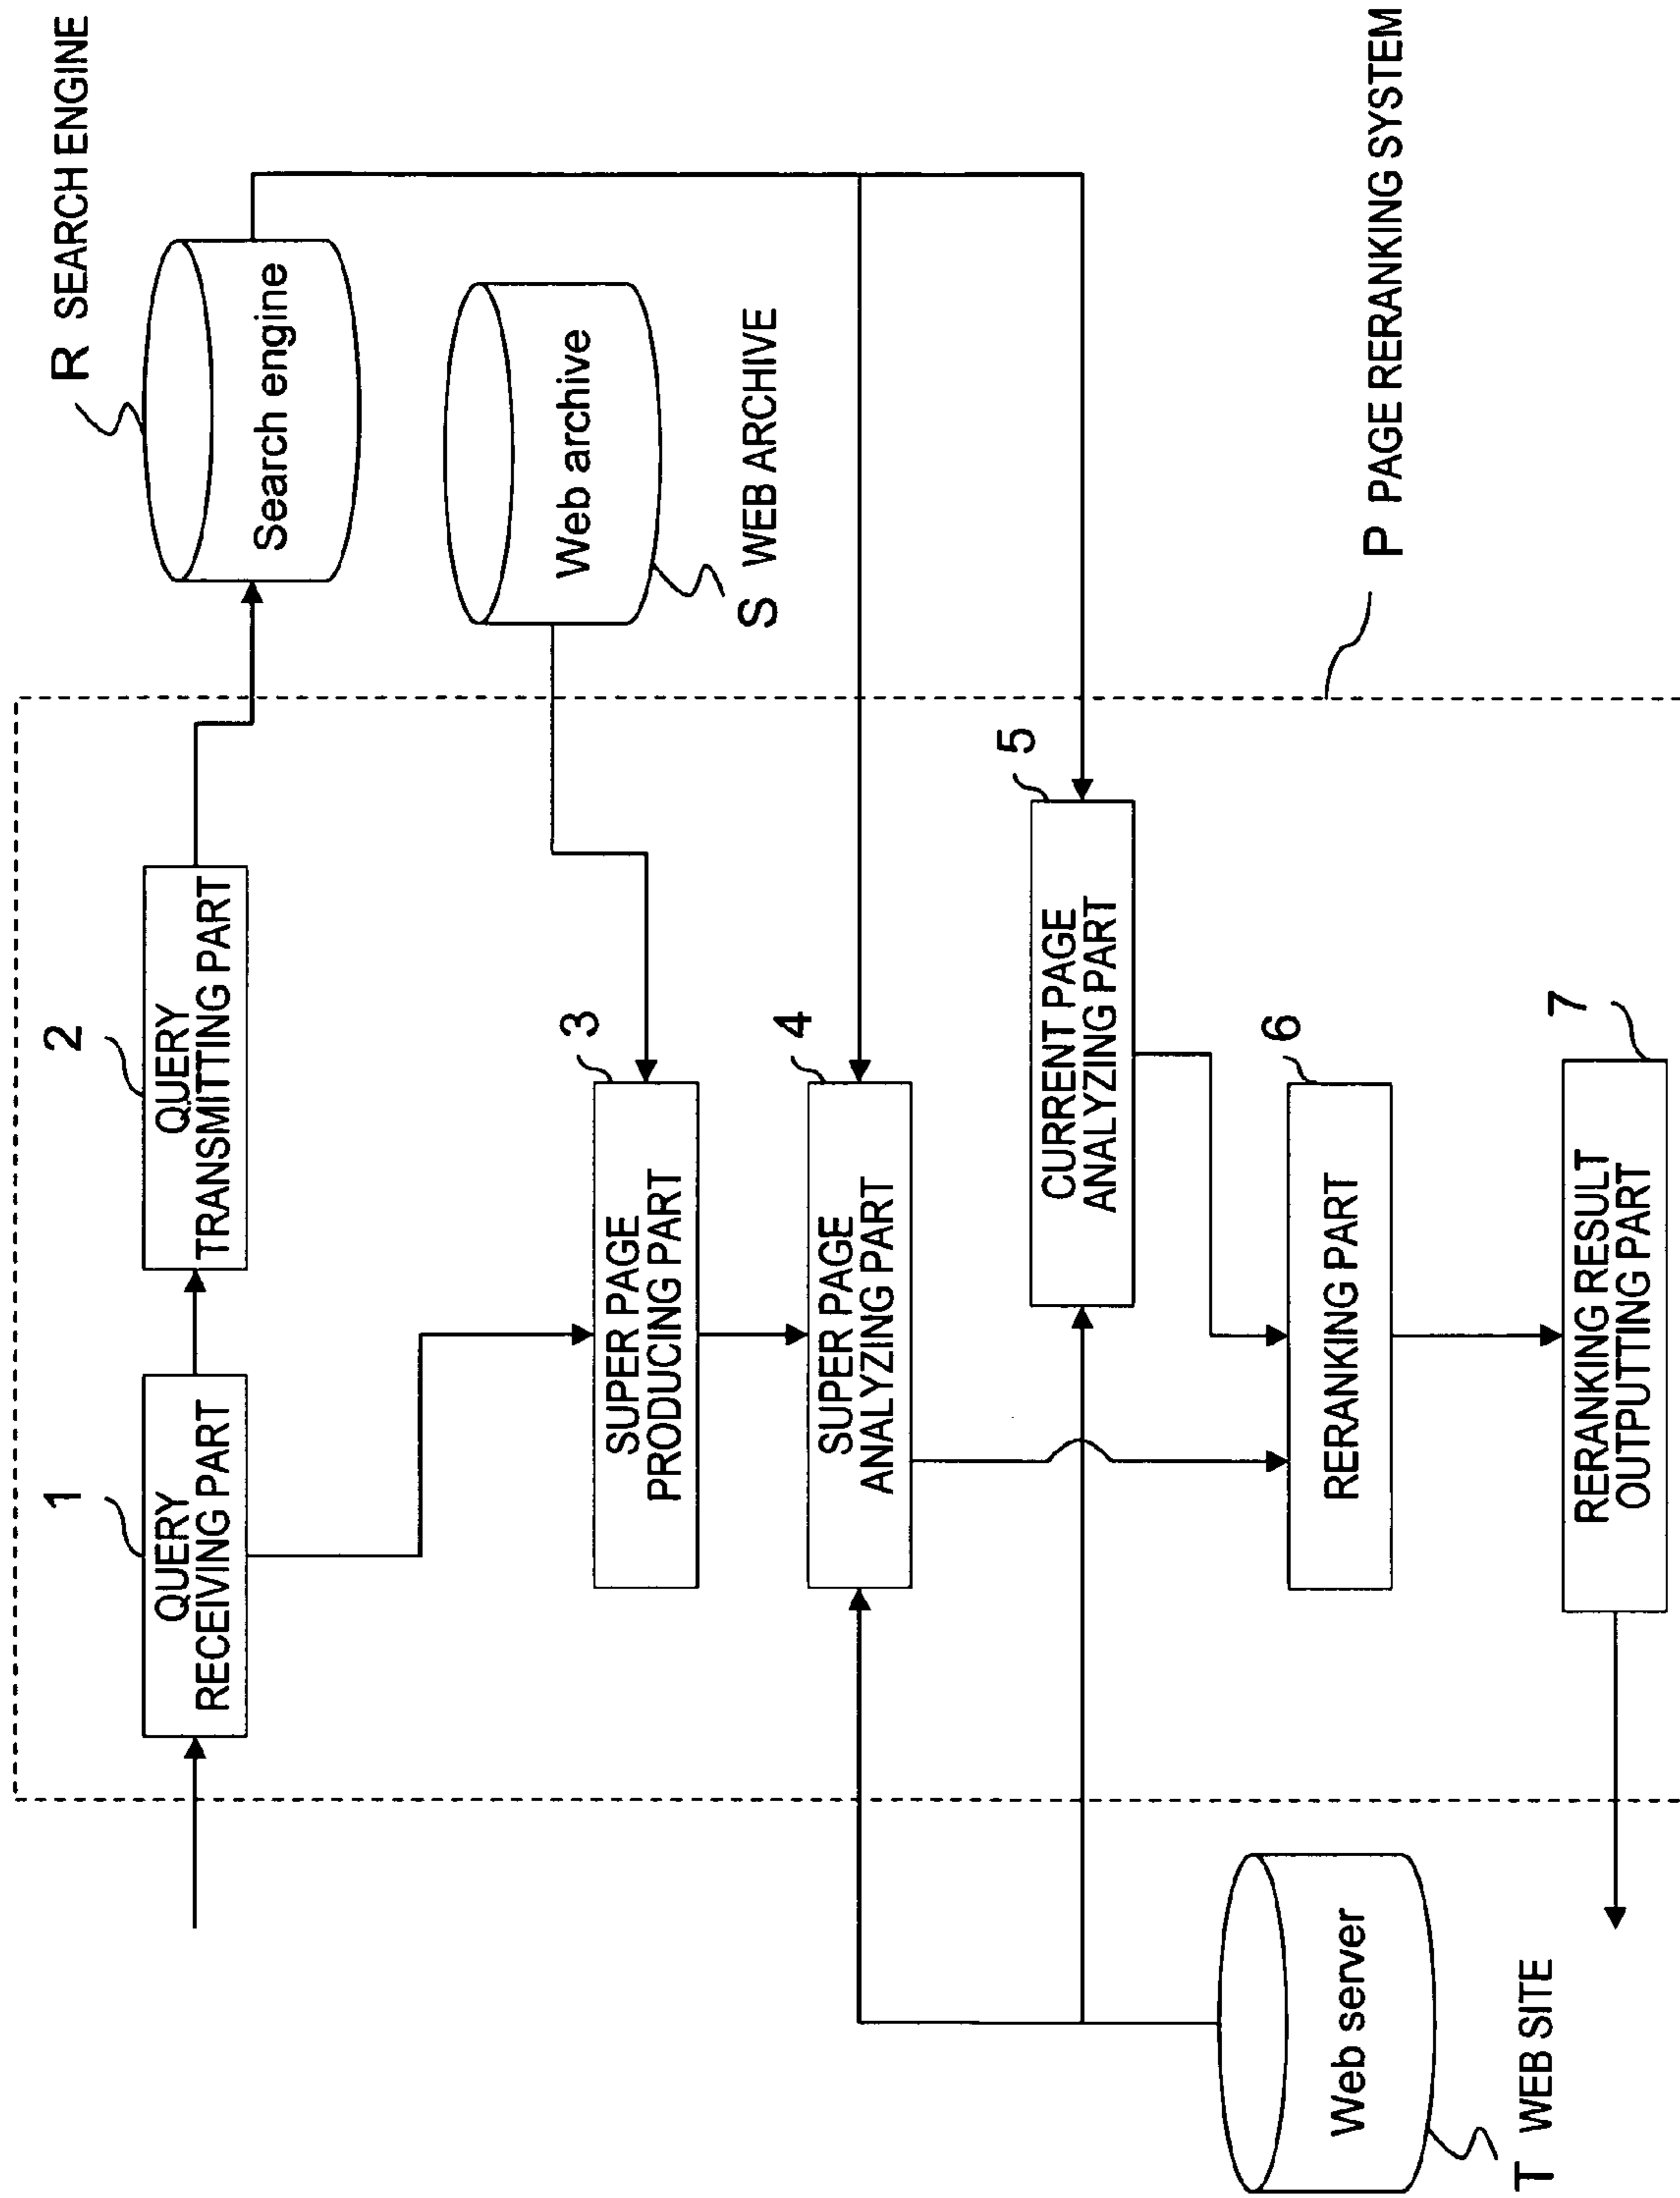 R SEARCH ENGINE
Search engine
Web archive
S WEB ARCHIVE
1
QUERY
RECEIVING PART
2
QUERY
TRANSMITTING PART
3
SUPER PAGE
PRODUCING PART
4
SUPER PAGE
ANALYZING PART
5
CURRENT PAGE
ANALYZING PART
6
RERANKING PART
7
RERANKING RESULT
OUTPUTTING PART
P PAGE RERANKING SYSTEM
Web server
T WEB SITE